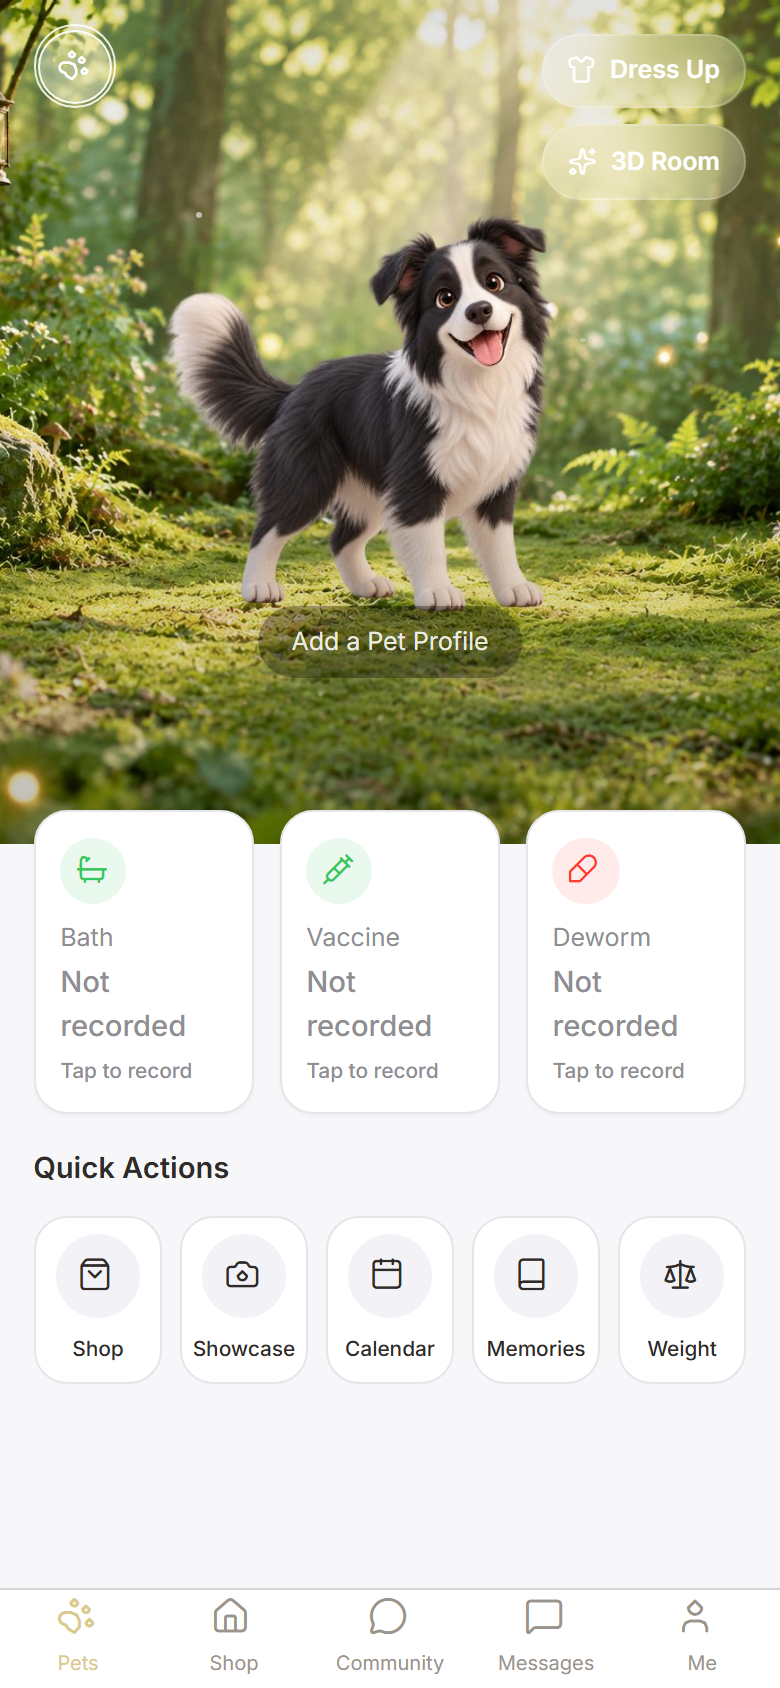 Dress Up
3D Room
Add a Pet Profile
Bath
Not
recorded
Tap to record
Vaccine
Not
recorded
Tap to record
Deworm
Not
recorded
Tap to record
Quick Actions
Shop
Showcase
Calendar
Memories
Weight
Pets
Shop
Community
Messages
Me